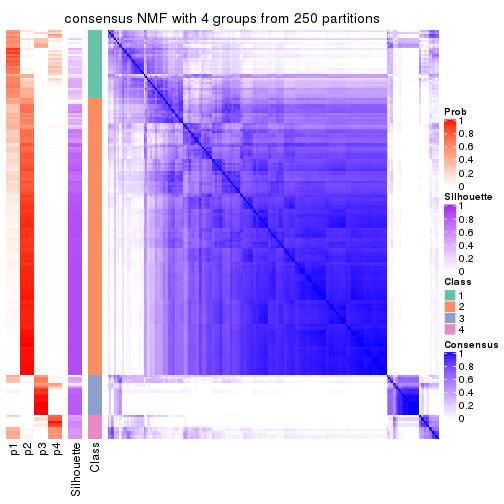 consensus NMF with 4 groups from 250 partitions
Prob
1
0.8
0.6
0.4
0.2
0
Silhouette
1
0.8
0.6
0.4
0.2
0
Class
1
2
3
4
Consensus
1
0.8
0.6
0.4
0.2
0
p1
p2
p3
p4
Silhouette
Class